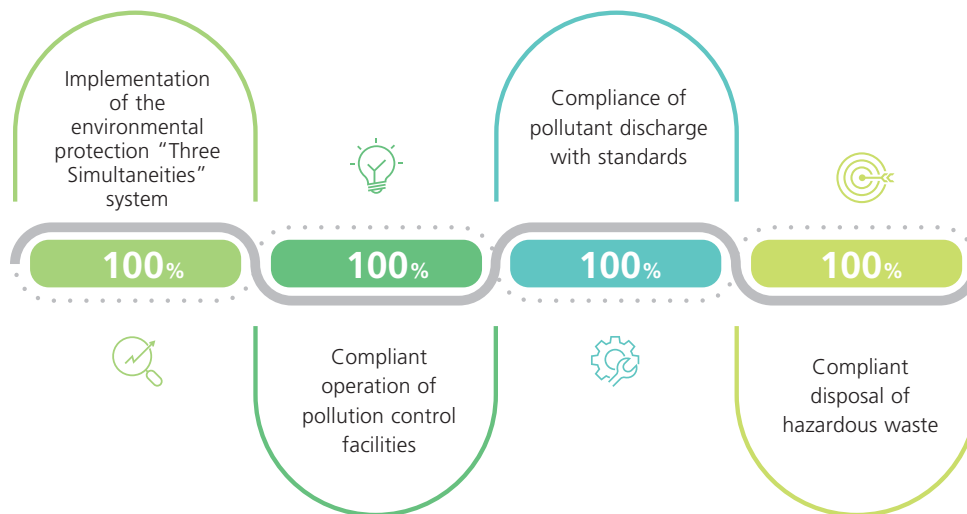 Implementation
of the
environmental
protection “Three
Simultaneities”
system
100%
100%
Compliant
operation of
pollution control
facilities
Compliance of
pollutant discharge
with standards
100%
100%
Compliant
disposal of
hazardous waste